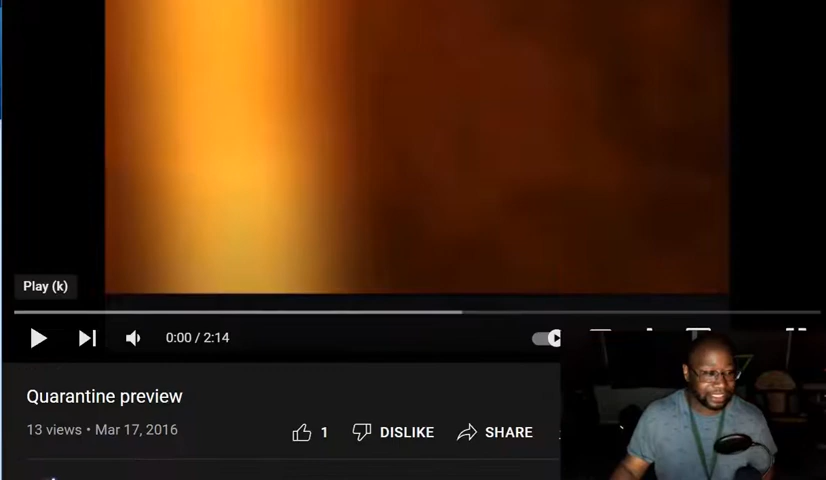 Play (k)
0:00 / 2:14
Quarantine preview
13 views • Mar 17, 2016
1 DISLIKE SHARE